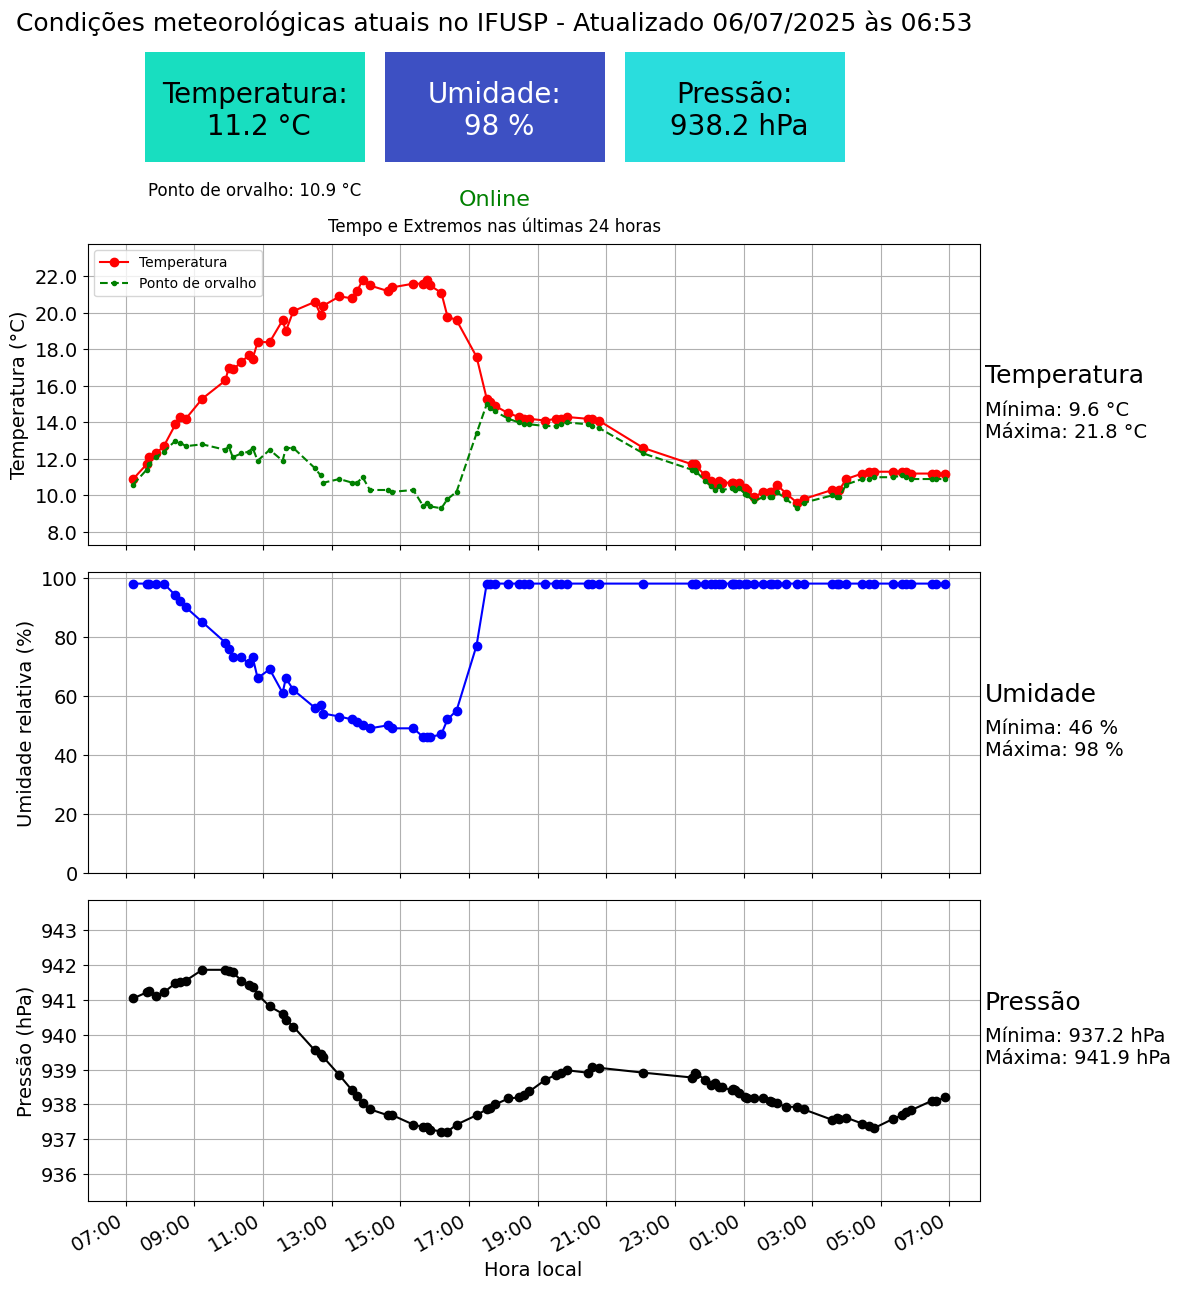 Condições meteorológicas atuais no IFUSP - Atualizado 06/07/2025 às 06:53
Temperatura:
11.2 °C
Umidade:
98 %
Pressão:
938.2 hPa
Ponto de orvalho: 10.9 °C
Online
Tempo e Extremos nas últimas 24 horas
Temperatura
Ponto de orvalho
Temperatura (°C)
22.0
20.0
18.0
16.0
14.0
12.0
10.0
8.0
Temperatura
Mínima: 9.6 °C
Máxima: 21.8 °C
Umidade relativa (%)
100
80
60
40
20
0
Umidade
Mínima: 46 %
Máxima: 98 %
Pressão (hPa)
943
942
941
940
939
938
937
936
Pressão
Mínima: 937.2 hPa
Máxima: 941.9 hPa
07:00
09:00
11:00
13:00
15:00
17:00
19:00
21:00
23:00
01:00
03:00
05:00
07:00
Hora local